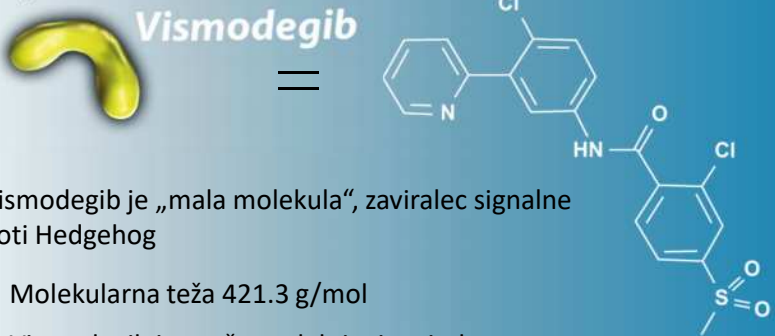 Vismodegib
Cl
N
HN
O
Cl
O
S
O
ismodegib je „mala molekula“, zaviralec signalne
oti Hedgehog
Molekularna teža 421.3 g/mol